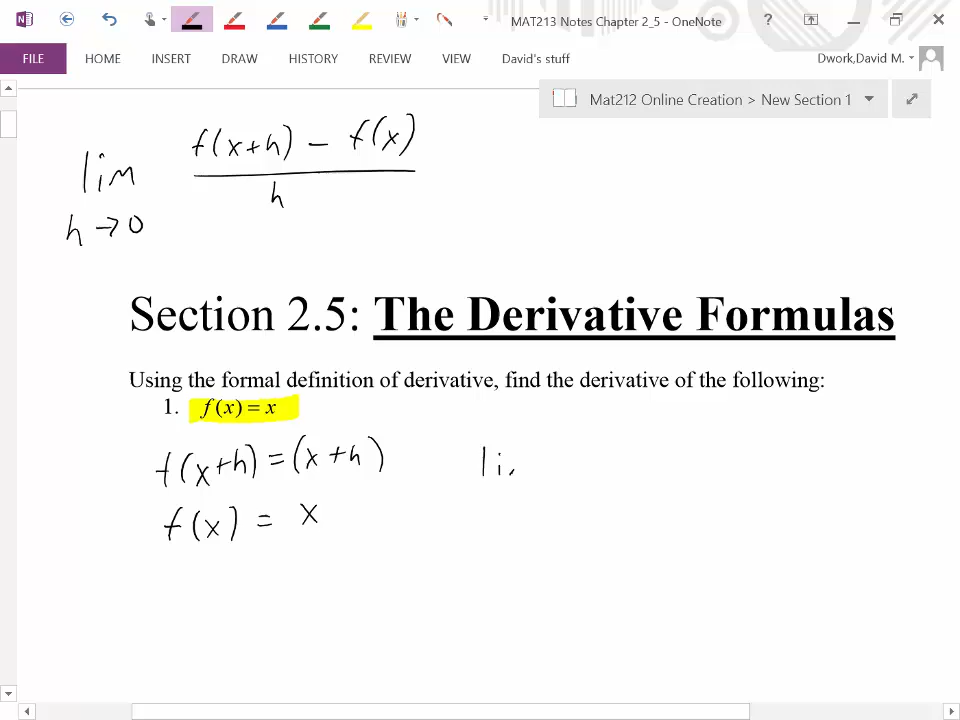 MAT213 Notes Chapter 2_5 - OneNote
?
FILE HOME INSERT DRAW HISTORY REVIEW VIEW David's stuff Dwork,David M.
Mat212 Online Creation > New Section 1
f(x+h) - f(x)
lim
h
h → 0
Section 2.5: The Derivative Formulas
Using the formal definition of derivative, find the derivative of the following:
1. f(x) = x
f(x+h) = (x+h) li
f(x) = x